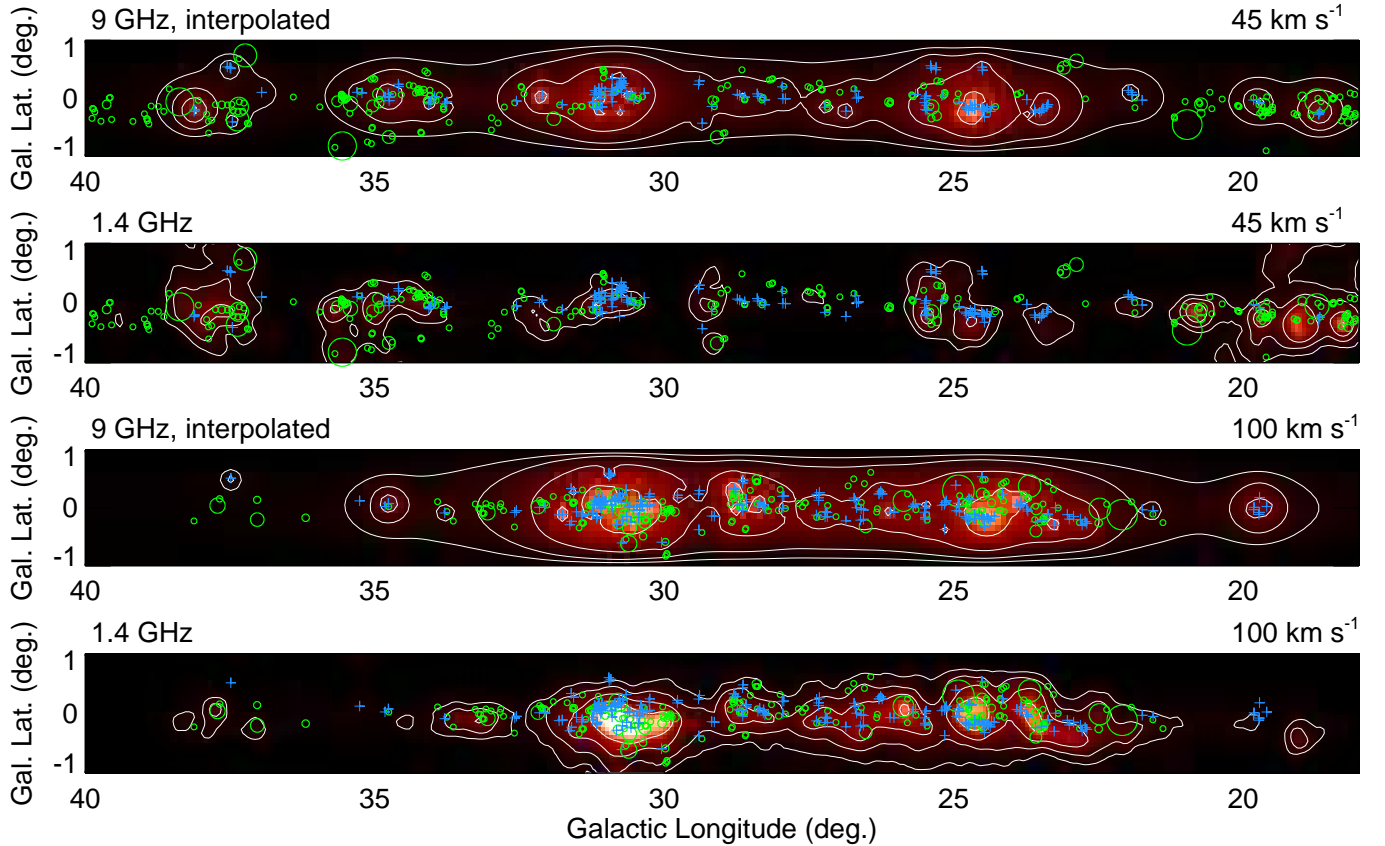 9 GHz, interpolated 45 km s⁻¹
Gal. Lat. (deg.)
1
0
-1
40 35 30 25 20
1.4 GHz 45 km s⁻¹
Gal. Lat. (deg.)
1
0
-1
40 35 30 25 20
9 GHz, interpolated 100 km s⁻¹
Gal. Lat. (deg.)
1
0
-1
40 35 30 25 20
1.4 GHz 100 km s⁻¹
Gal. Lat. (deg.)
1
0
-1
40 35 30 25 20
Galactic Longitude (deg.)